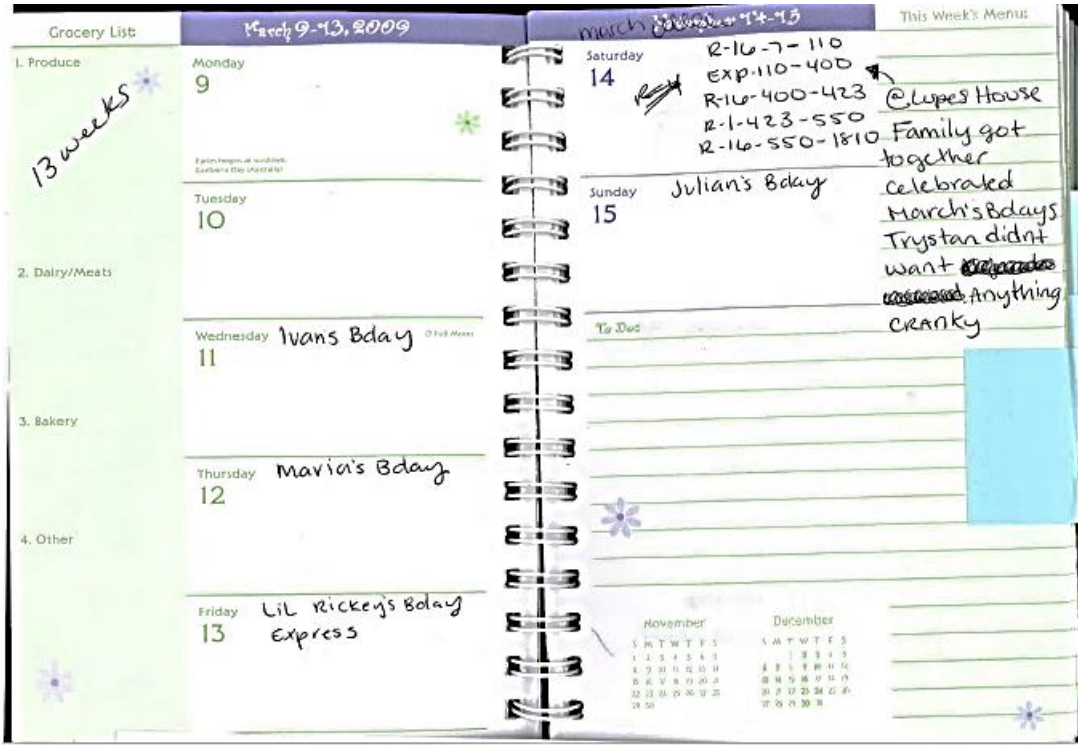 Grocery List:
1. Produce
13 weeks
2. Dairy/Meats
3. Bakery
4. Other
March 9-13, 2009
Monday
9
Tuesday
10
Wednesday Ivans Bday
11
Thursday Maria's Bday
12
Friday Lil Rickey's Bday
13 Express
march
14-15
Saturday
14
R-16-7-110
Exp-110-400
R-16-400-423
R-1-423-550
R-16-550-1810
Sunday Julian's Bday
15
To Do:
November
S M T W T F S
December
S M T W T F S
This Week's Menu:
@Lupes House
Family got
together
celebrated
March's Bdays
Trystan didnt
want
Anything
CRANKY